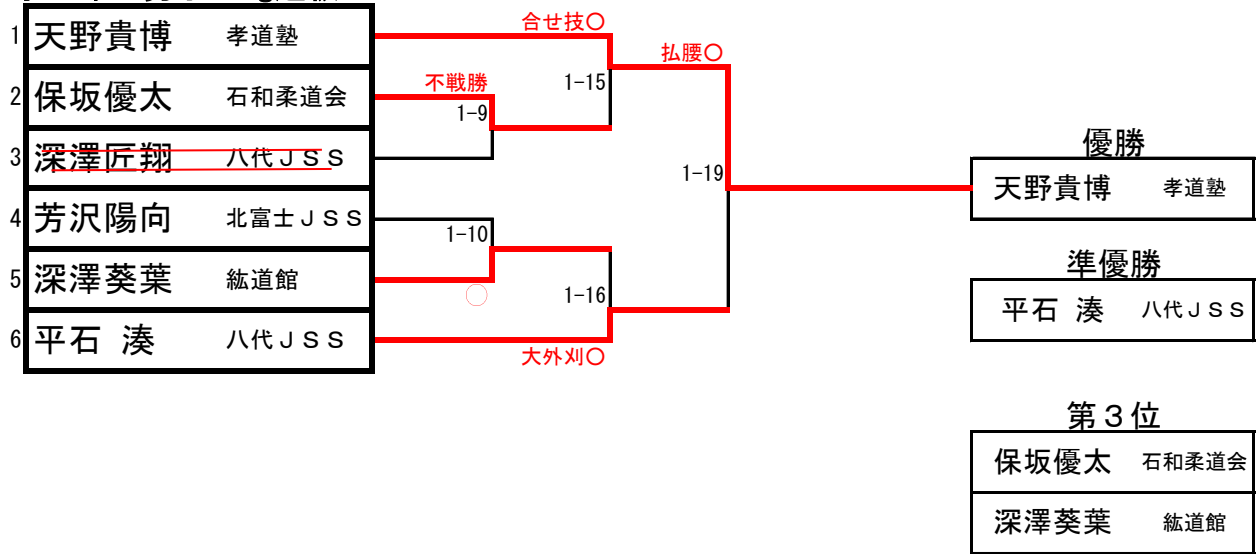 1 天野貴博 孝道塾
合せ技〇
払腰〇
2 保坂優太 石和柔道会
不戦勝
1-15
1-9
3 深澤匠翔 八代ＪＳＳ
1-19
優勝
天野貴博 孝道塾
4 芳沢陽向 北富士ＪＳＳ
1-10
準優勝
5 深澤葵葉 紘道館
〇
1-16
平石 湊 八代ＪＳＳ
6 平石 湊 八代ＪＳＳ
大外刈〇
第３位
保坂優太 石和柔道会
深澤葵葉 紘道館